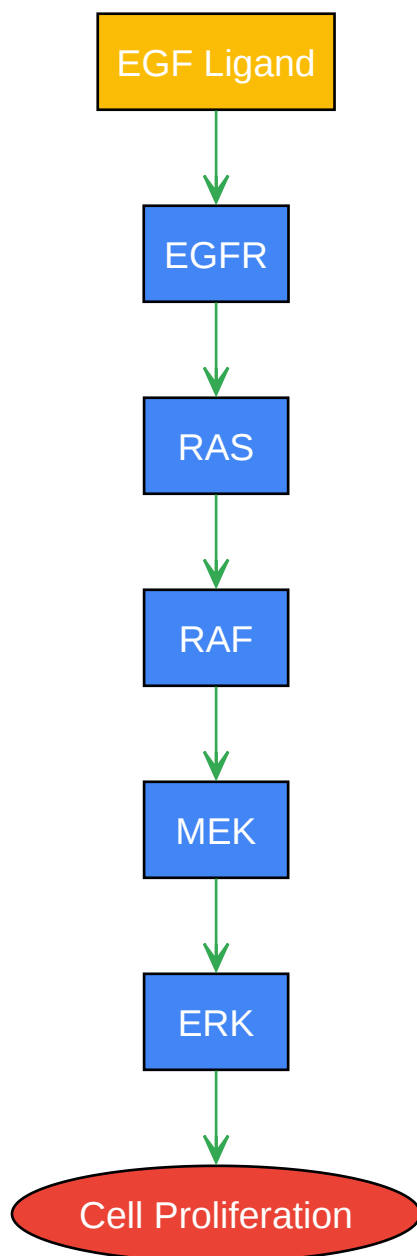 EGF Ligand
EGFR
RAS
RAF
MEK
ERK
Cell Proliferation